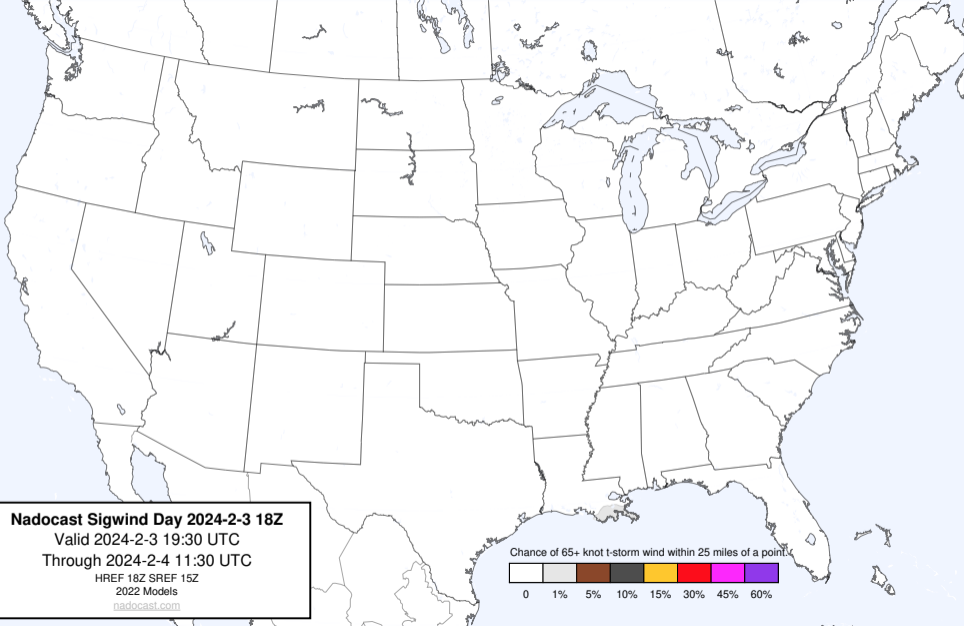 Nadocast Sigwind Day 2024-2-3 18Z
Valid 2024-2-3 19:30 UTC
Through 2024-2-4 11:30 UTC
HREF 18Z SREF 15Z
2022 Models
nadocast.com
Chance of 65+ knot t-storm wind within 25 miles of a point.
0 1% 5% 10% 15% 30% 45% 60%